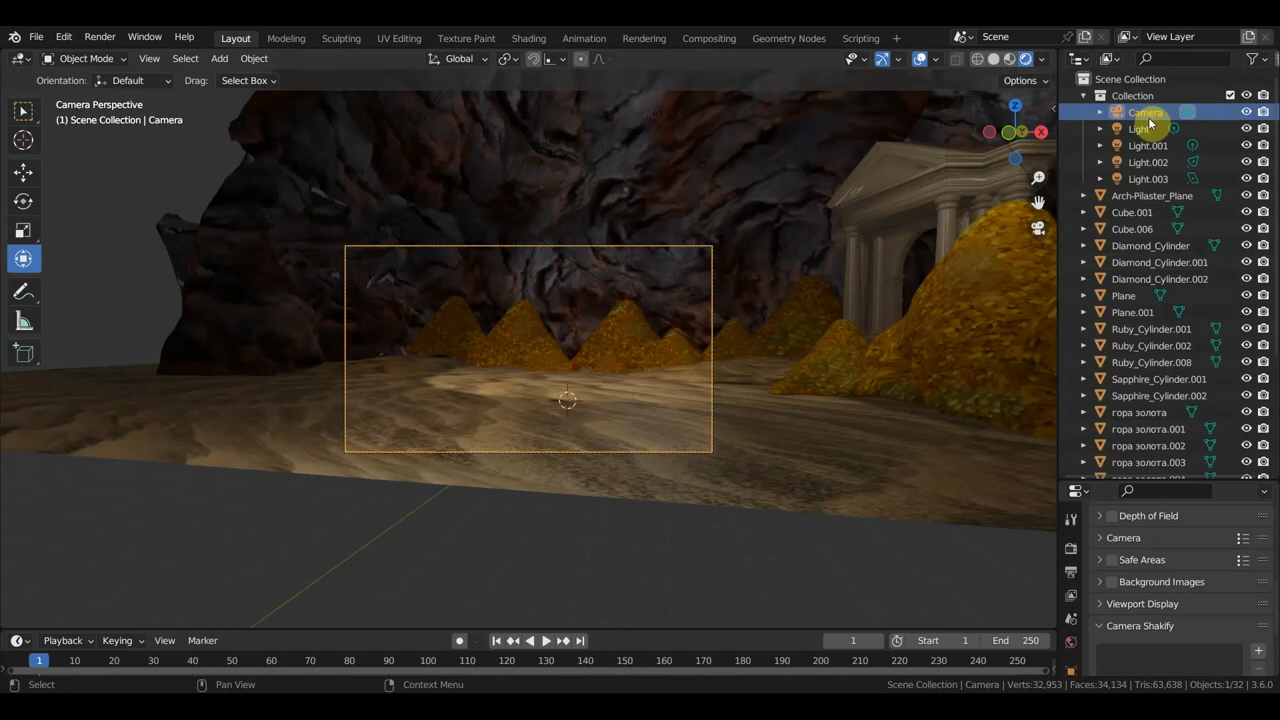 File Edit Render Window Help Layout Modeling Sculpting UV Editing Texture Paint Shading Animation Rendering Compositing Geometry Nodes Scripting + Scene View Layer
Object Mode View Select Add Object Global
Orientation: Default Drag: Select Box Options
Camera Perspective
(1) Scene Collection | Camera
Z
X
Scene Collection
Collection
Camera
Light
Light.001
Light.002
Light.003
Arch-Pilaster_Plane
Cube.001
Cube.006
Diamond_Cylinder
Diamond_Cylinder.001
Diamond_Cylinder.002
Plane
Plane.001
Ruby_Cylinder.001
Ruby_Cylinder.002
Ruby_Cylinder.008
Sapphire_Cylinder.001
Sapphire_Cylinder.002
гора золота
гора золота.001
гора золота.002
гора золота.003
Depth of Field
Camera
Safe Areas
Background Images
Viewport Display
Camera Shakify
Playback Keying View Marker 1 Start 1 End 250
1 10 20 30 40 50 60 70 80 90 100 110 120 130 140 150 160 170 180 190 200 210 220 230 240 250
Select Pan View Context Menu Scene Collection | Camera | Verts:32,953 | Faces:34,134 | Tris:63,638 | Objects:1/32 | 3.6.0